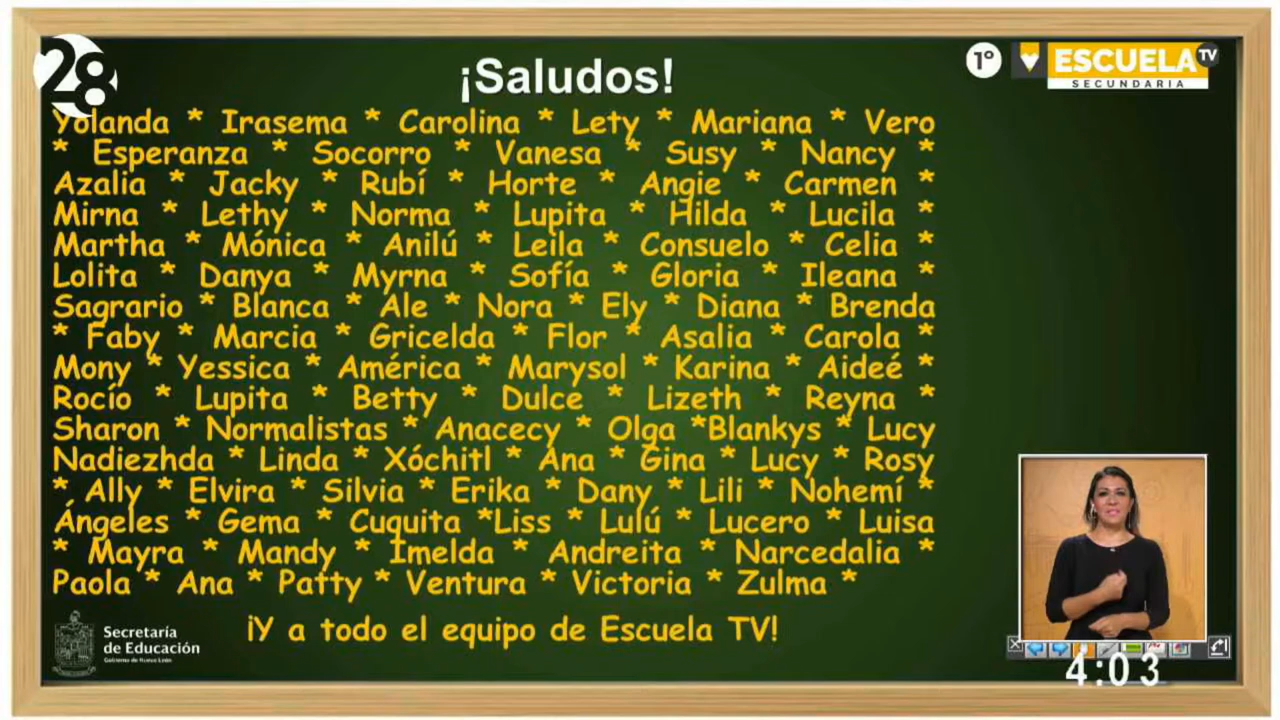 28
¡Saludos!
1º
ESCUELA TV
SECUNDARIA
Yolanda * Irasema * Carolina * Lety * Mariana * Vero
* Esperanza * Socorro * Vanesa * Susy * Nancy *
Azalia * Jacky * Rubí * Horte * Angie * Carmen *
Mirna * Lethy * Norma * Lupita * Hilda * Lucila *
Martha * Mónica * Anilú * Leila * Consuelo * Celia *
Lolita * Danya * Myrna * Sofía * Gloria * Ileana *
Sagrario * Blanca * Ale * Nora * Ely * Diana * Brenda
* Faby * Marcia * Gricelda * Flor * Asalia * Carola *
Mony * Yessica * América * Marysol * Karina * Aideé *
Rocío * Lupita * Betty * Dulce * Lizeth * Reyna *
Sharon * Normalistas * Anacecy * Olga *Blankys * Lucy
Nadiezhda * Linda * Xóchitl * Ana * Gina * Lucy * Rosy
* Ally * Elvira * Silvia * Erika * Dany * Lili * Nohemí *
Ángeles * Gema * Cuquita *Liss * Lulú * Lucero * Luisa
* Mayra * Mandy * Imelda * Andreita * Narcedalia *
Paola * Ana * Patty * Ventura * Victoria * Zulma *
¡Y a todo el equipo de Escuela TV!
Secretaría
de Educación
Gobierno de Nuevo León
4:03